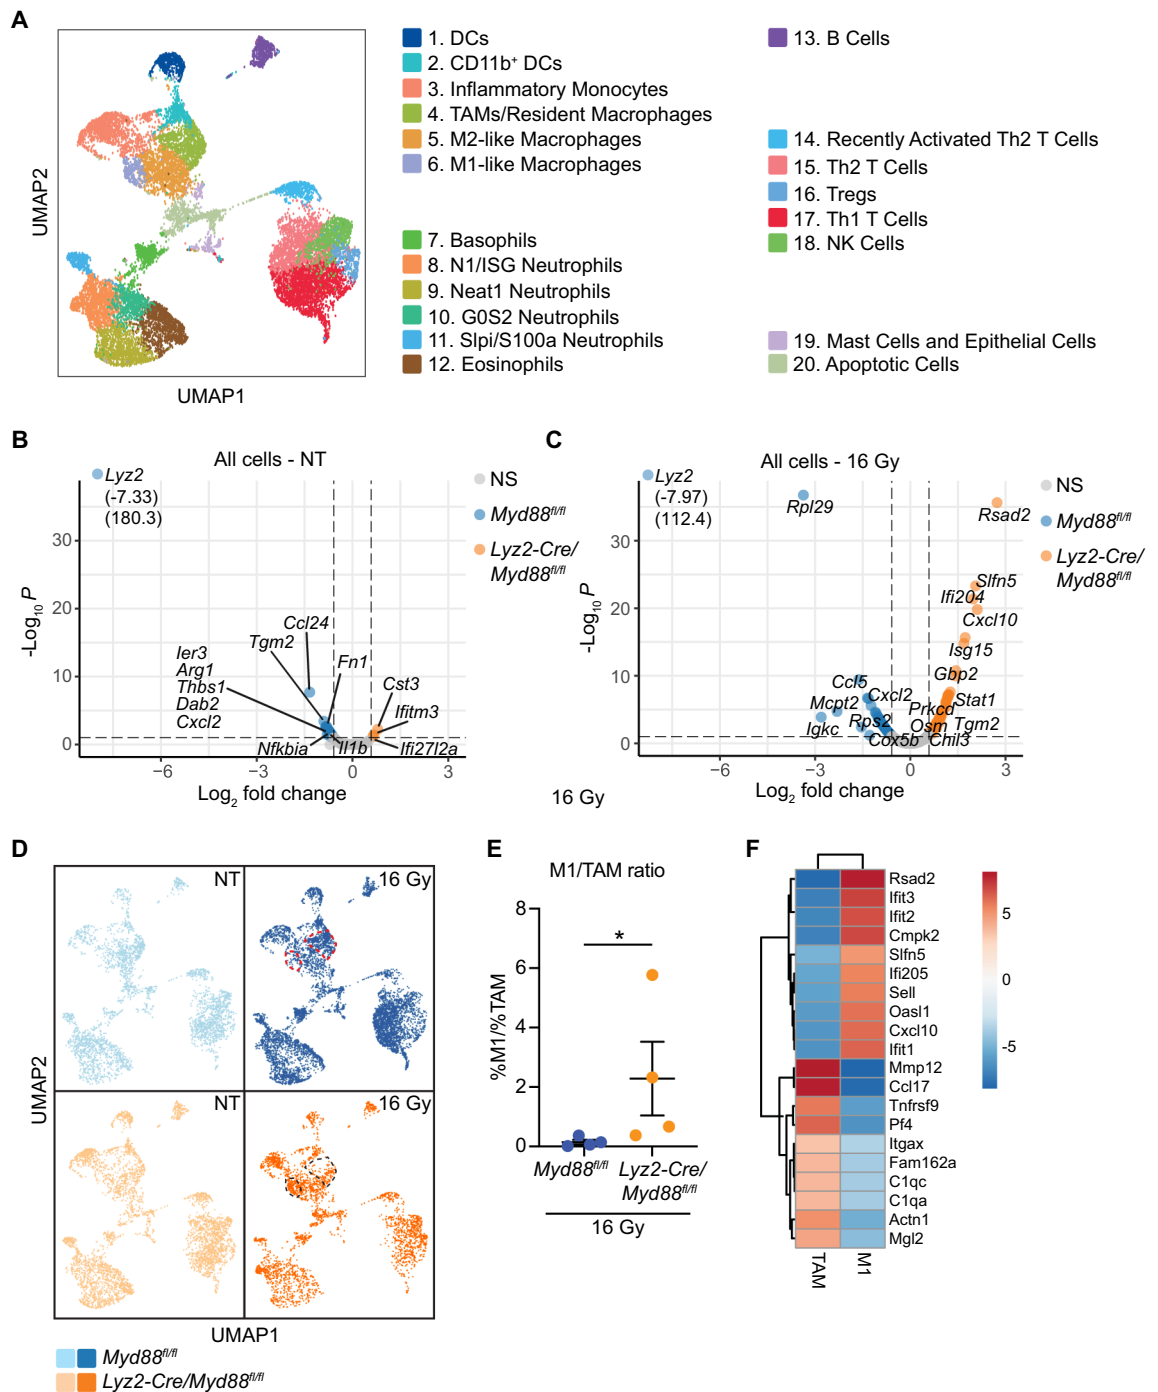 A
UMAP2
UMAP1
1. DCs
2. CD11b⁺ DCs
3. Inflammatory Monocytes
4. TAMs/Resident Macrophages
5. M2-like Macrophages
6. M1-like Macrophages
7. Basophils
8. N1/ISG Neutrophils
9. Neat1 Neutrophils
10. G0S2 Neutrophils
11. Slpi/S100a Neutrophils
12. Eosinophils
13. B Cells
14. Recently Activated Th2 T Cells
15. Th2 T Cells
16. Tregs
17. Th1 T Cells
18. NK Cells
19. Mast Cells and Epithelial Cells
20. Apoptotic Cells
B
All cells - NT
Lyz2
(-7.33)
(180.3)
30
20
10
0
-Log₁₀ P
Ccl24
Tgm2
Ier3
Arg1
Thbs1
Dab2
Cxcl2
Fn1
Cst3
Ifitm3
Nfkbia
Il1b
Ifi27l2a
−6
−3
0
3
Log₂ fold change
NS
Myd88fl/fl
Lyz2-Cre/
Myd88fl/fl
C
All cells - 16 Gy
Lyz2
(-7.97)
(112.4)
Rpl29
Rsad2
30
20
10
0
-Log₁₀ P
Slfn5
Ifi204
Cxcl10
Isg15
Gbp2
Ccl5
Cxcl2
Mcpt2
Stat1
Prkcd
Rps2
Igkc
Osm
Tgm2
Cox5b
Chil3
−6
−3
0
3
Log₂ fold change
NS
Myd88fl/fl
Lyz2-Cre/
Myd88fl/fl
16 Gy
D
NT
16 Gy
NT
16 Gy
UMAP2
UMAP1
Myd88fl/fl
Lyz2-Cre/Myd88fl/fl
E
M1/TAM ratio
8
6
4
2
0
%M1/%TAM
*
Myd88fl/fl
Lyz2-Cre/
Myd88fl/fl
16 Gy
F
Rsad2
Ifit3
Ifit2
Cmpk2
Slfn5
Ifi205
Sell
Oasl1
Cxcl10
Ifit1
Mmp12
Ccl17
Tnfrsf9
Pf4
Itgax
Fam162a
C1qc
C1qa
Actn1
Mgl2
TAM
M1
5
0
-5